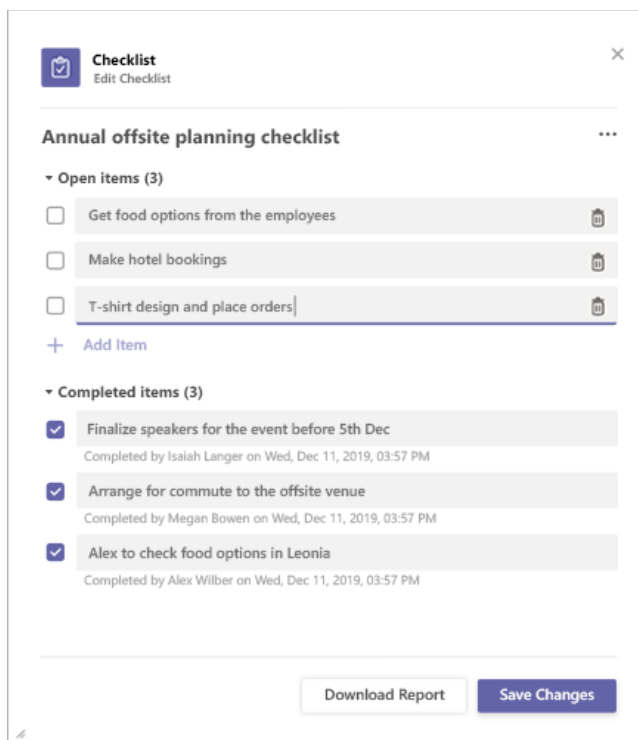 Checklist
Edit Checklist
Annual offsite planning checklist
Open items (3)
Get food options from the employees
Make hotel bookings
T-shirt design and place orders
Add Item
Completed items (3)
Finalize speakers for the event before 5th Dec
Completed by Isaiah Langer on Wed, Dec 11, 2019, 03:57 PM
Arrange for commute to the offsite venue
Completed by Megan Bowen on Wed, Dec 11, 2019, 03:57 PM
Alex to check food options in Leonia
Completed by Alex Wilber on Wed, Dec 11, 2019, 03:57 PM
Download Report
Save Changes